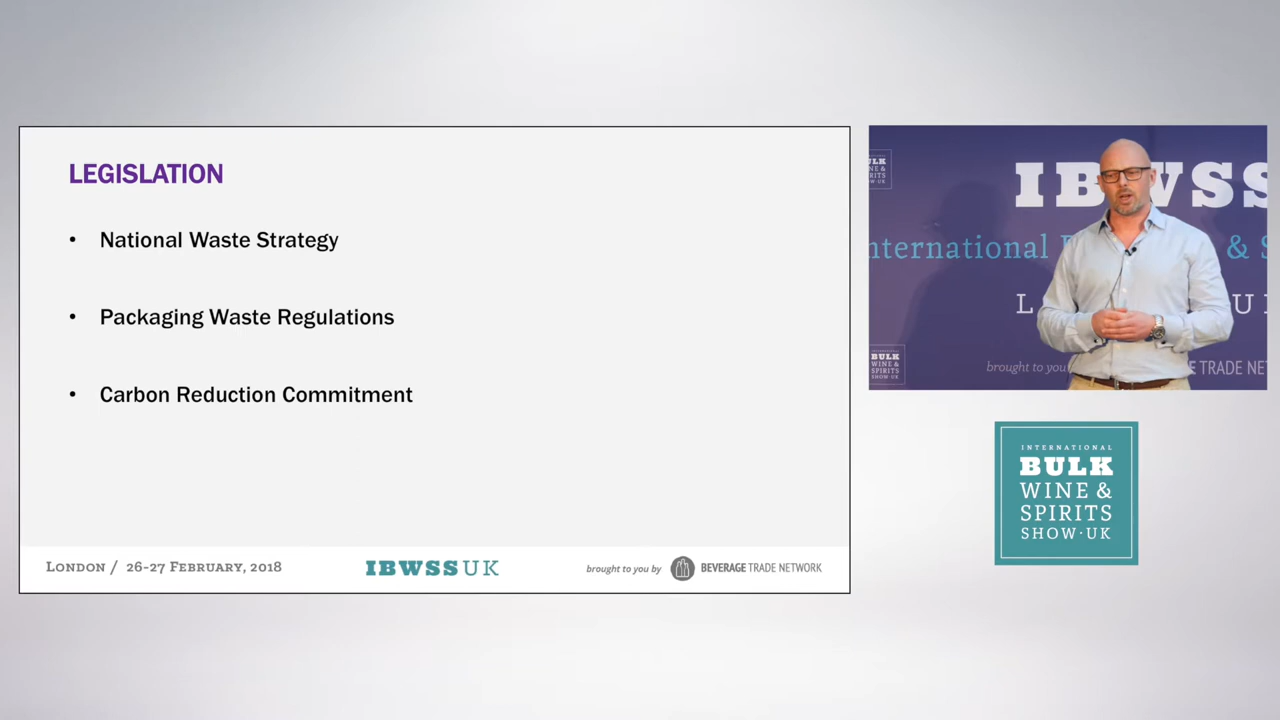 LEGISLATION
• National Waste Strategy
• Packaging Waste Regulations
• Carbon Reduction Commitment
LONDON / 26-27 FEBRUARY, 2018
IBWSS UK
brought to you by BEVERAGE TRADE NETWORK
IBWSS
nternational & S
L U
brought to you E TRADE NET
BULK
WINE &
SPIRITS
SHOW·UK
INTERNATIONAL
BULK
WINE &
SPIRITS
SHOW·UK